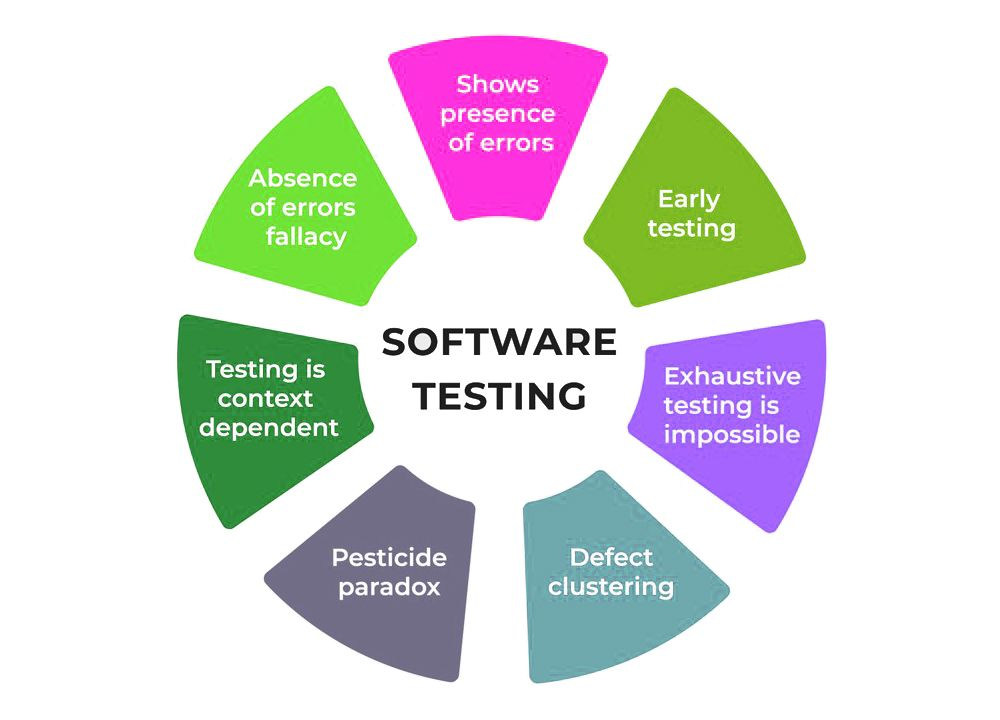 Shows
presence
of errors
Early
testing
Exhaustive
testing is
impossible
Defect
clustering
Pesticide
paradox
Testing is
context
dependent
Absence
of errors
fallacy
SOFTWARE
TESTING